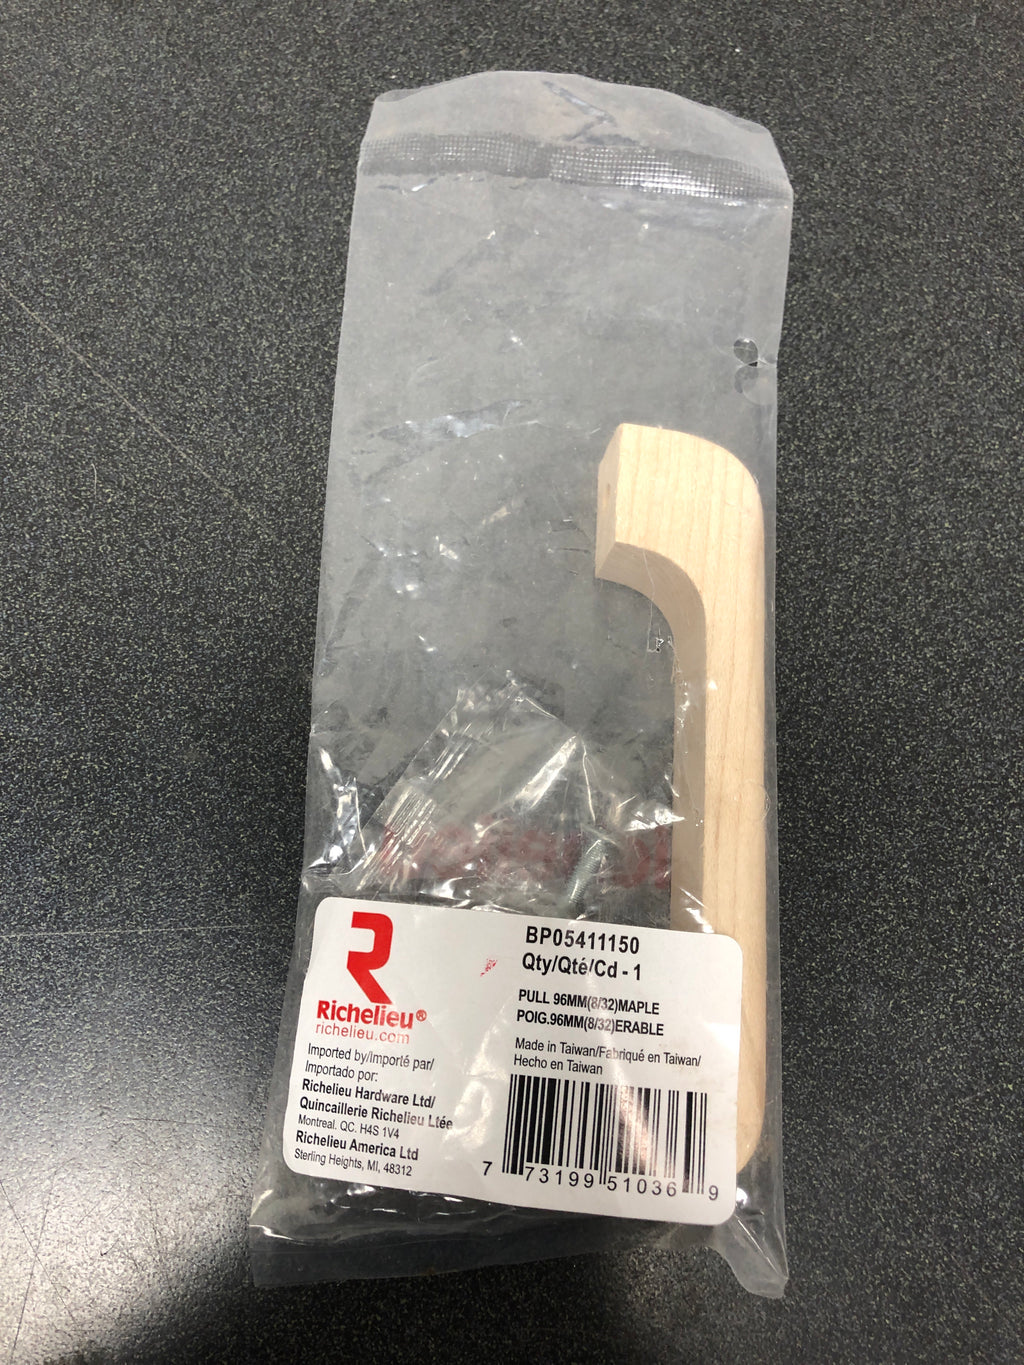 Richelieu®
richelieu.com
Imported by/Importé par/
Importado por:
Richelieu Hardware Ltd/
Quincaillerie Richelieu Ltée
Montreal. QC. H4S 1V4
Richelieu America Ltd
Sterling Heights, MI, 48312
BP05411150
Qty/Qté/Cd - 1
PULL 96MM(8/32)MAPLE
POIG.96MM(8/32)ERABLE
Made in Taiwan/Fabriqué en Taiwan/
Hecho en Taiwan
7 73199 51036 9